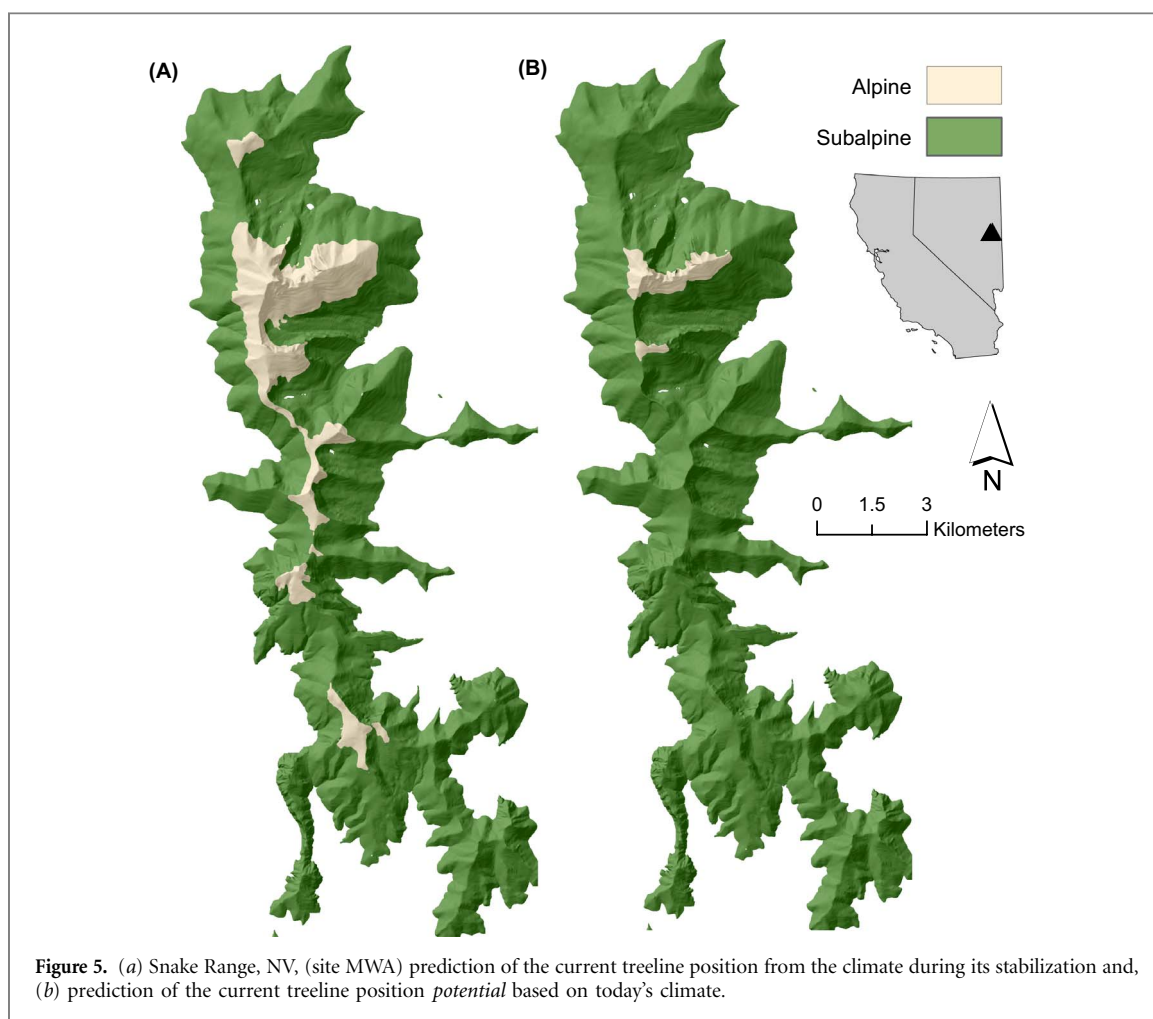 (A)
(B)
Alpine
Subalpine
N
0 1.5 3
Kilometers
Figure 5. (a) Snake Range, NV, (site MWA) prediction of the current treeline position from the climate during its stabilization and,
(b) prediction of the current treeline position potential based on today's climate.